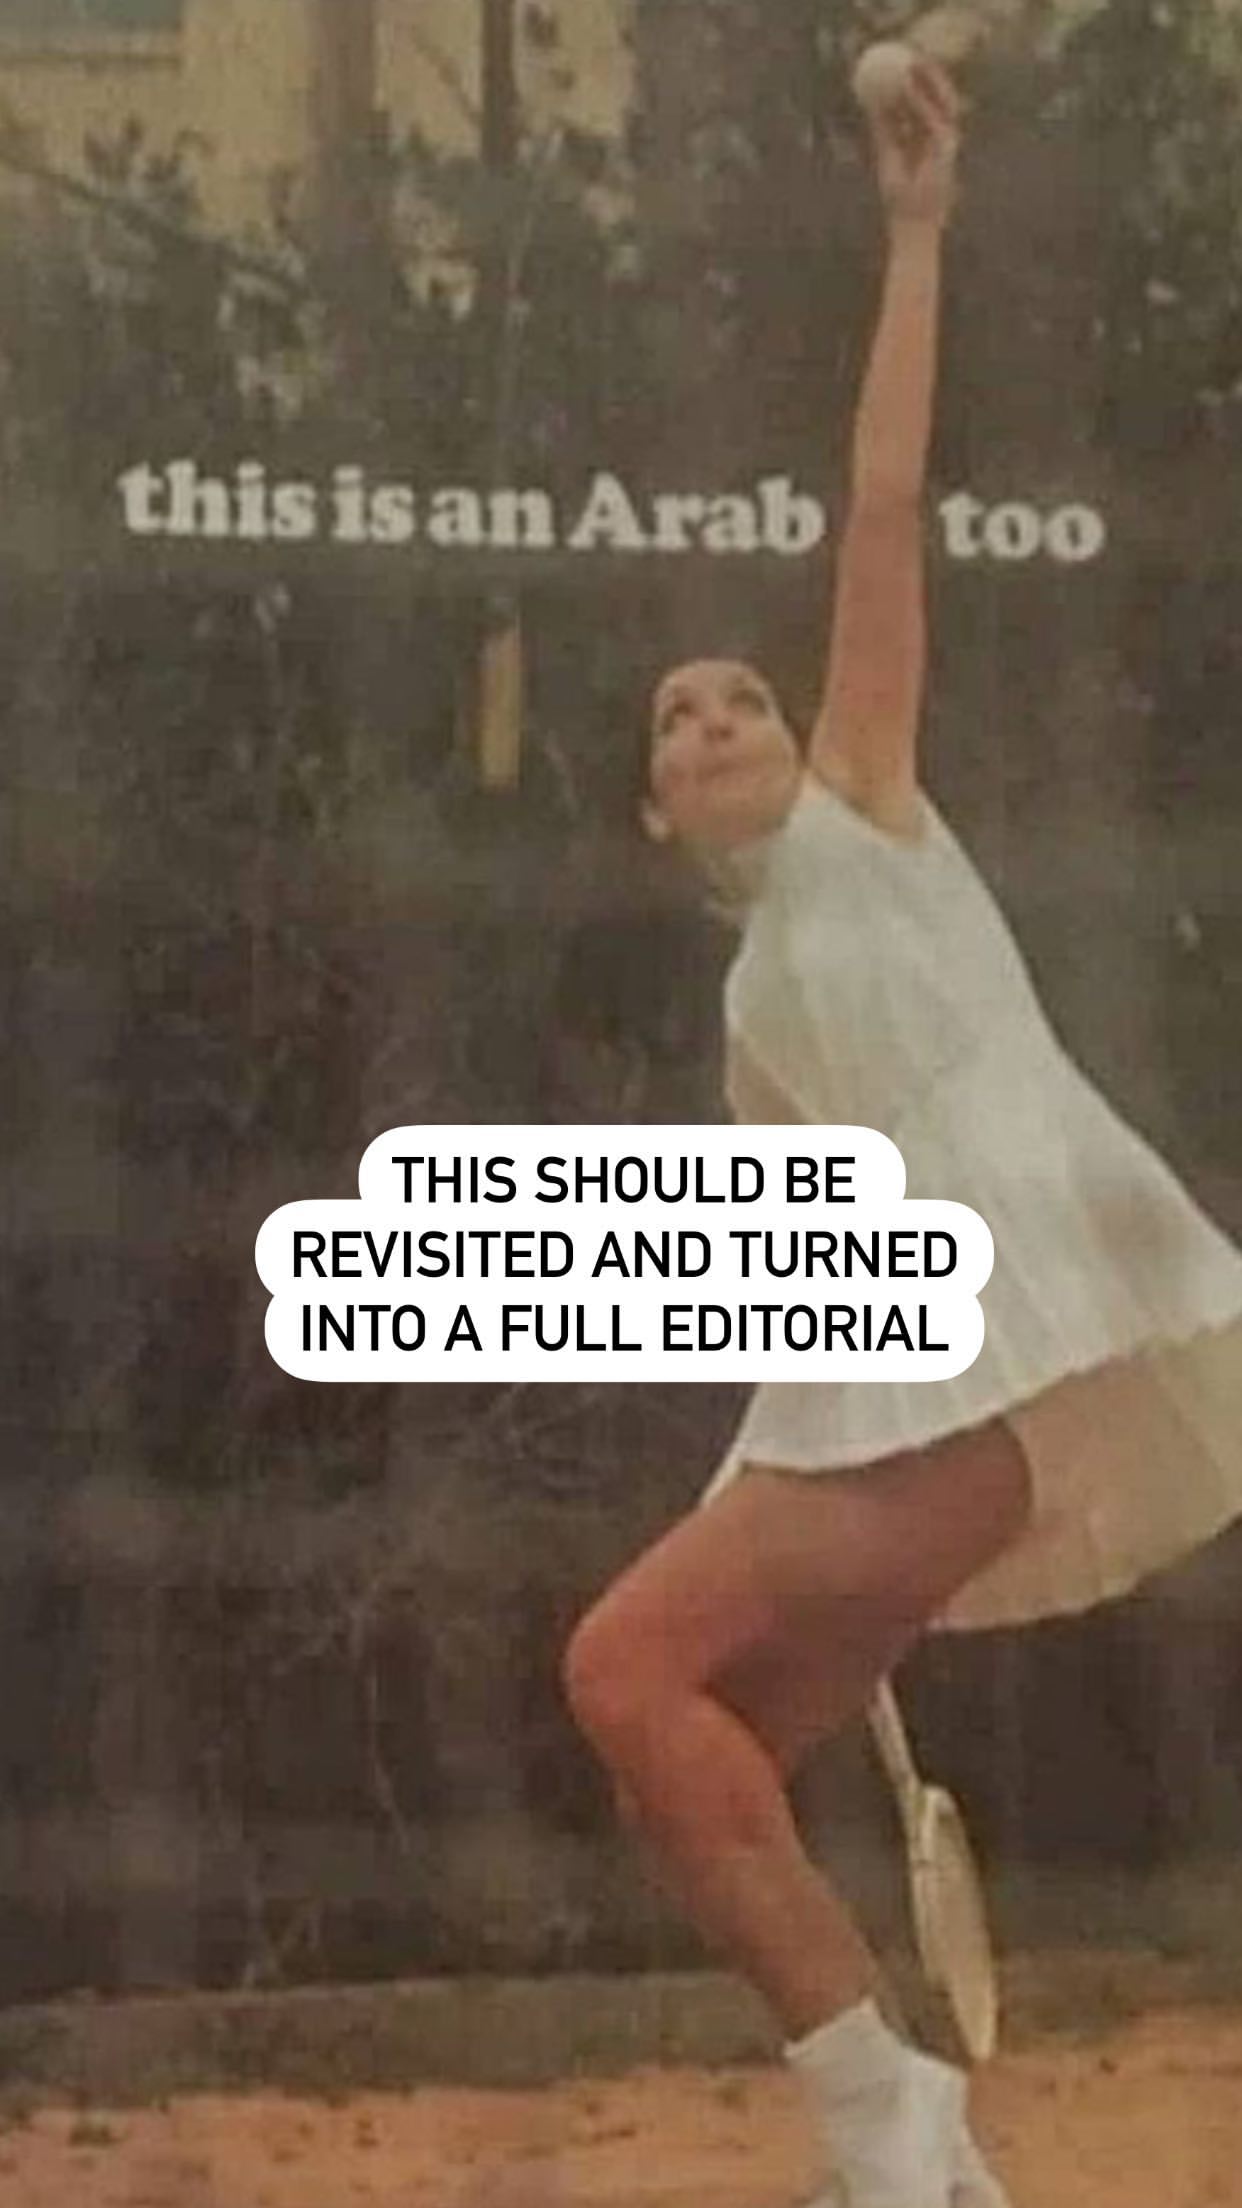 this is an Arab too
THIS SHOULD BE
REVISITED AND TURNED
INTO A FULL EDITORIAL